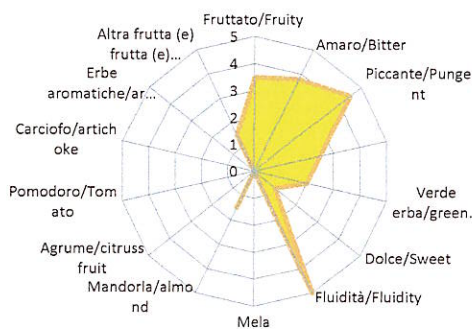 Fruttato/Fruity
Amaro/Bitter
Piccante/Punge
nt
Verde
erba/green.
Dolce/Sweet
Fluidità/Fluidity
Mela
Mandorla/almo
nd
Agrume/citruss
fruit
Pomodoro/Tom
ato
Carciofo/artich
oke
Erbe
aromatiche/ar...
Altra frutta (e)
frutta (e)...
5
4
3
2
1
0